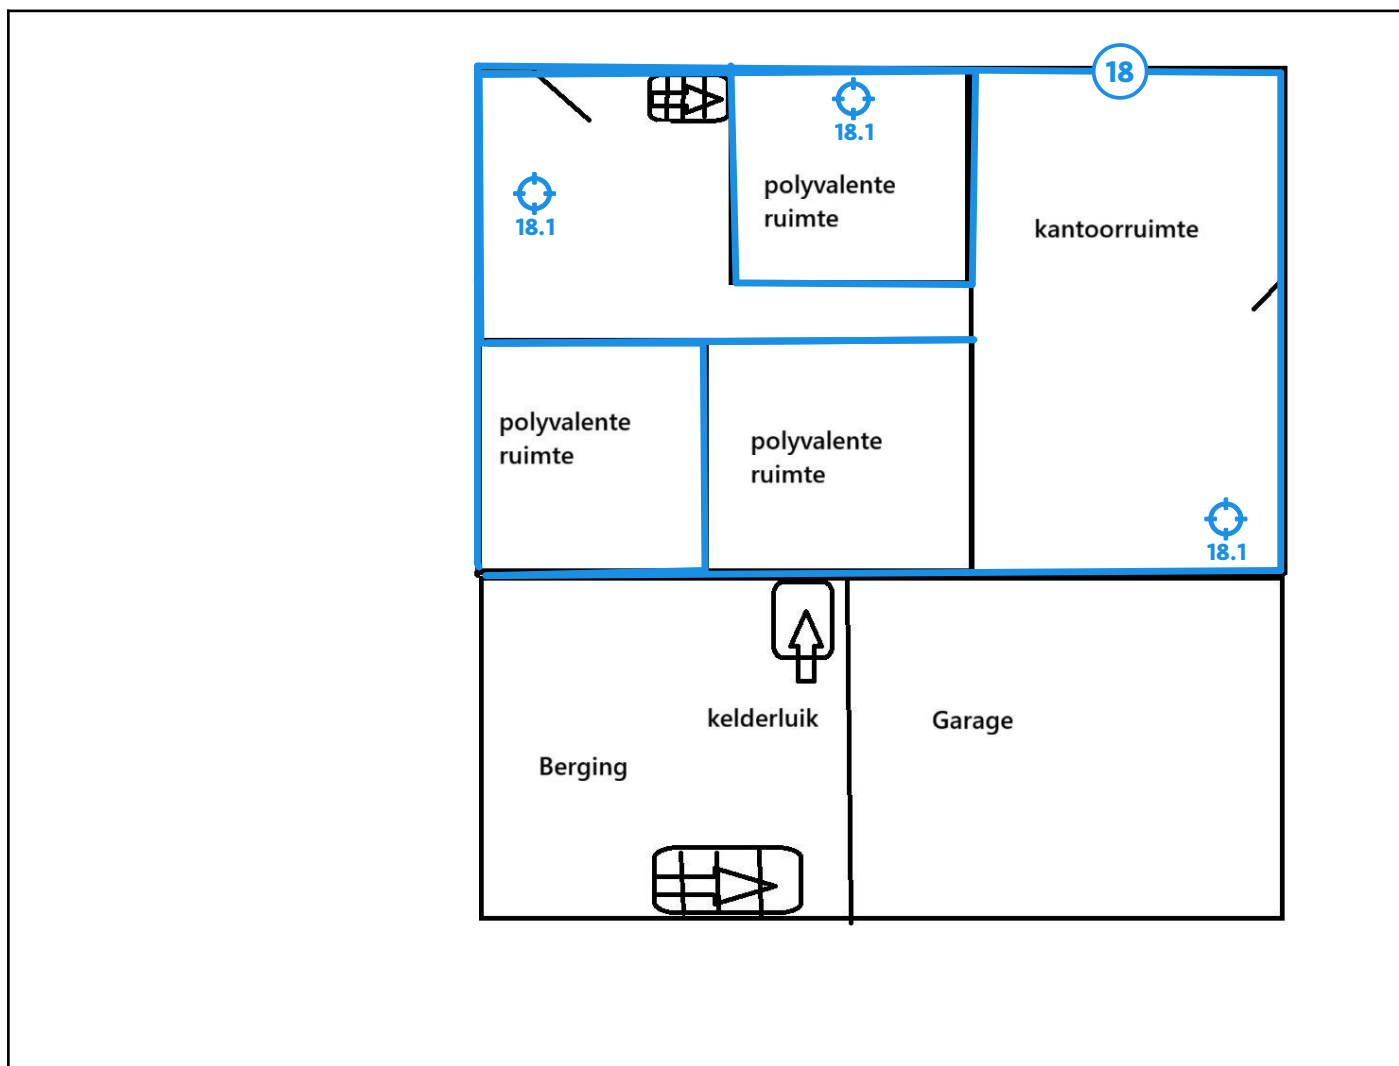 18
18.1
polyvalente
ruimte
18.1
kantoorruimte
polyvalente
ruimte
polyvalente
ruimte
18.1
kelderluik
Garage
Berging